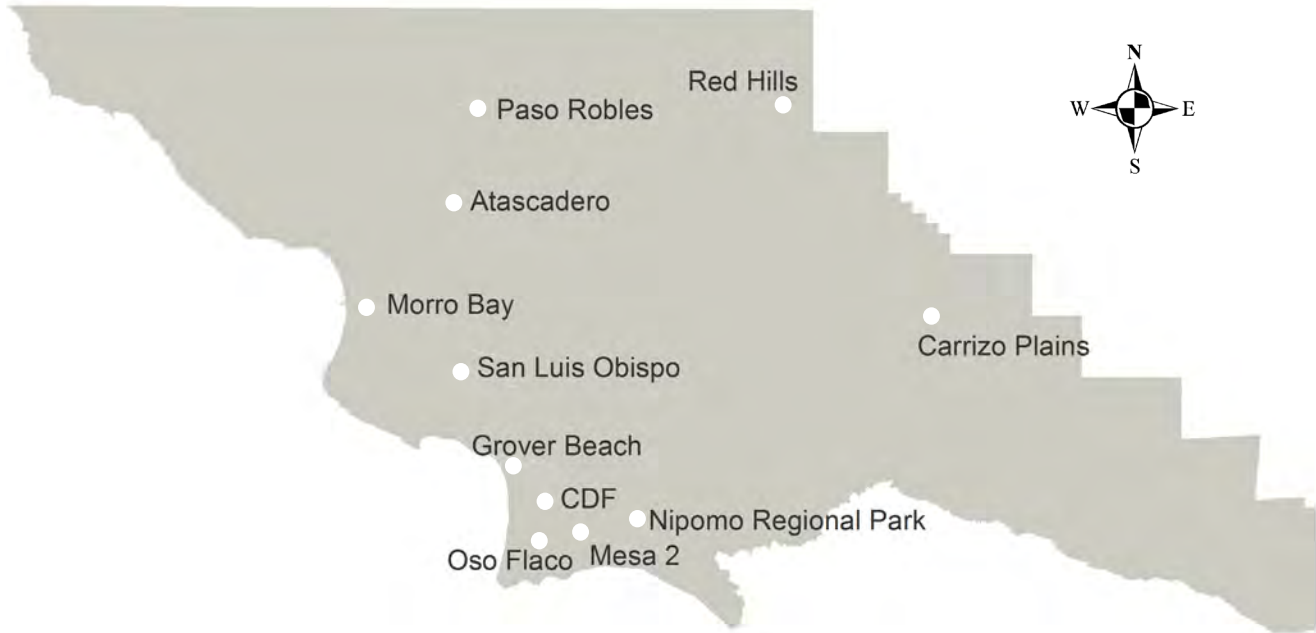 N
Red Hills
Paso Robles
W E
S
Atascadero
Morro Bay
Carrizo Plains
San Luis Obispo
Grover Beach
CDF
Nipomo Regional Park
Mesa 2
Oso Flaco